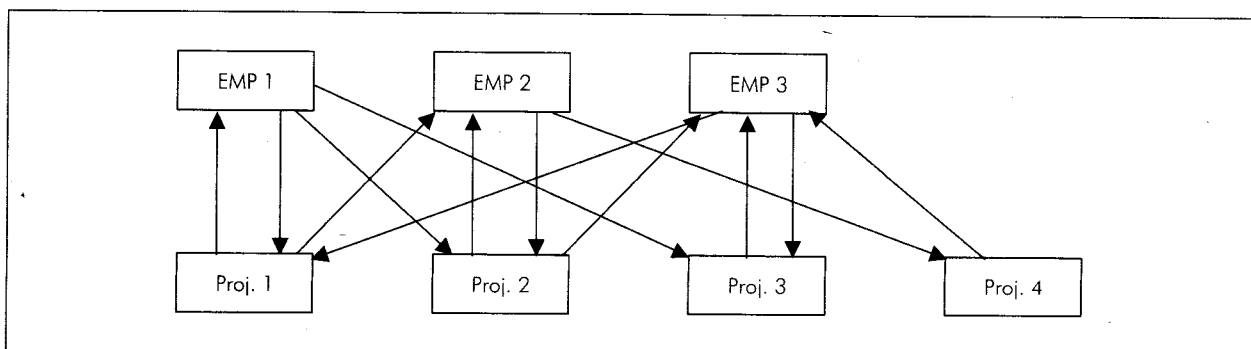 EMP 1
EMP 2
EMP 3
Proj. 1
Proj. 2
Proj. 3
Proj. 4